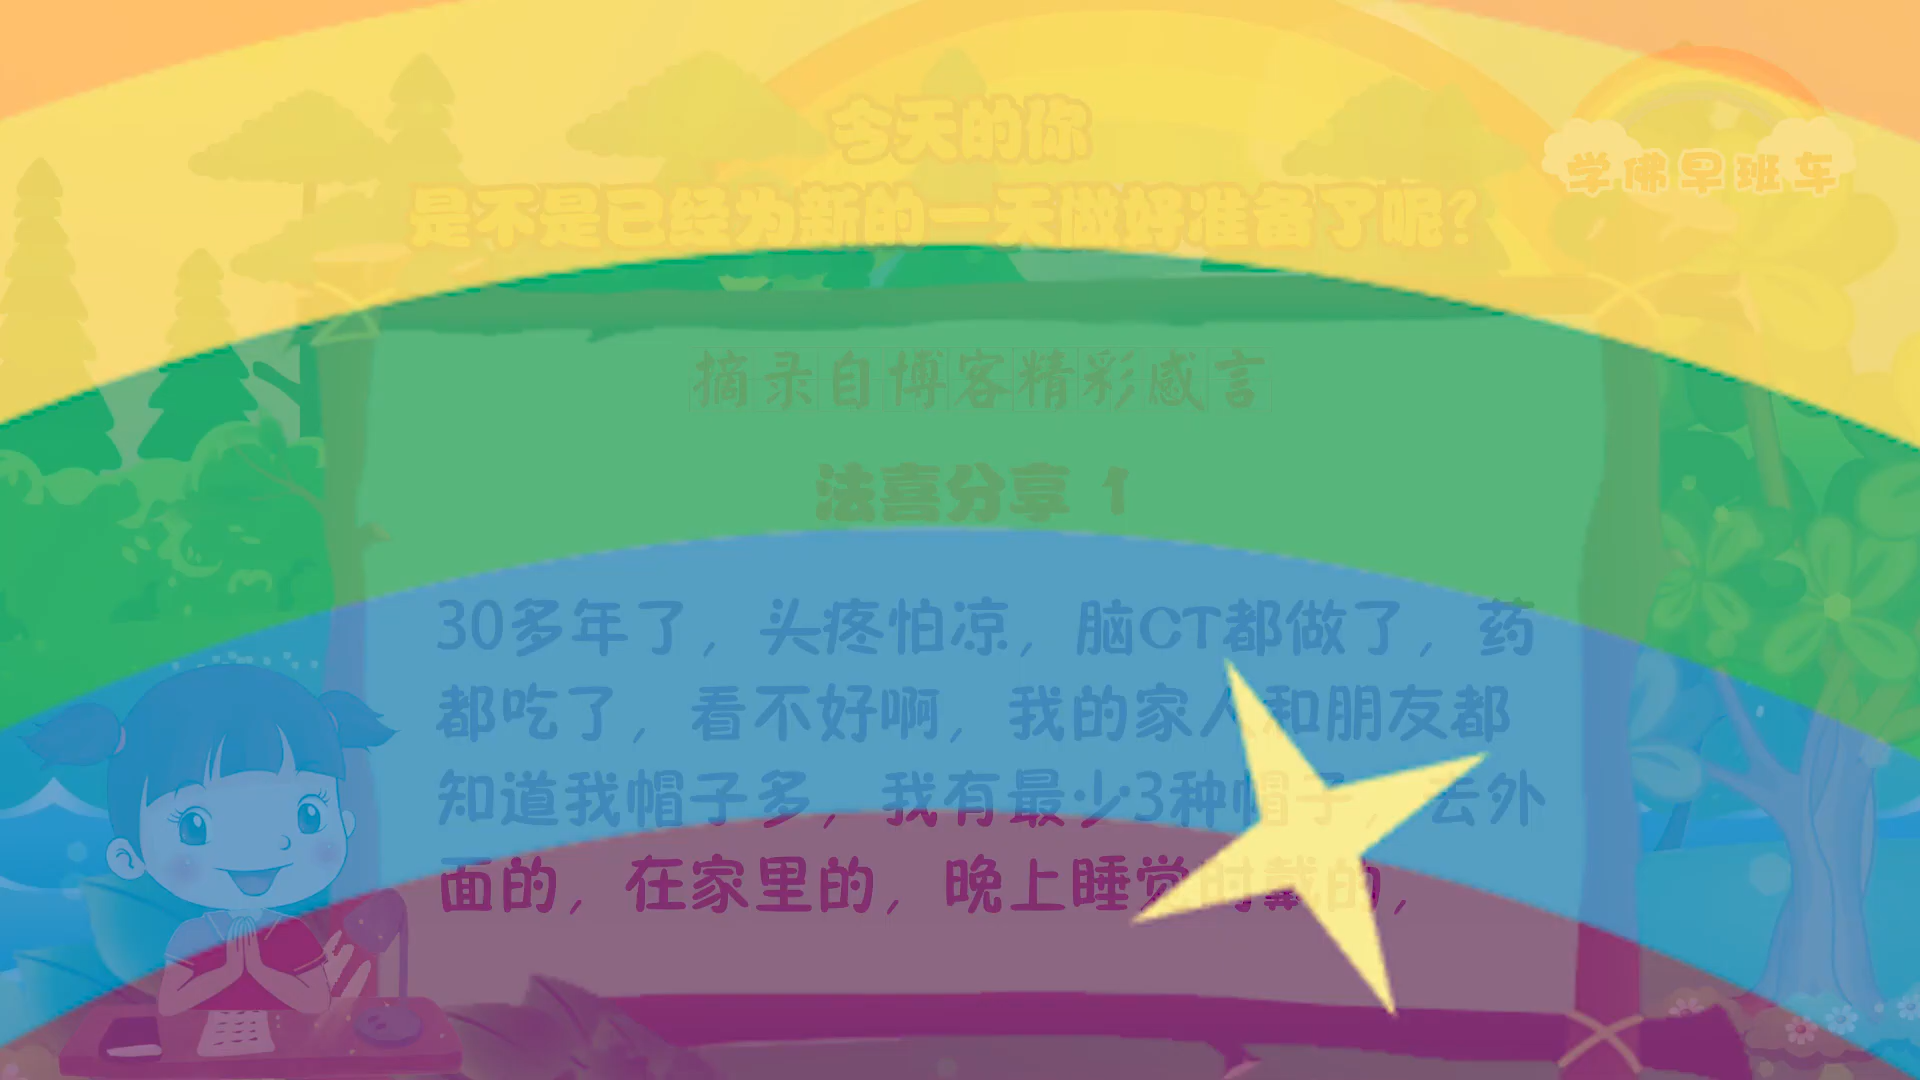 今天的你
学佛早班车
是不是已经为新的一天做好准备了呢?
摘录自博客精彩感言
法喜分享 1
30多年了，头疼怕凉，脑CT都做了，药
都吃了，看不好啊，我的家人和朋友都
知道我帽子多，我有最少3种帽子，去外
面的，在家里的，晚上睡觉时戴的，